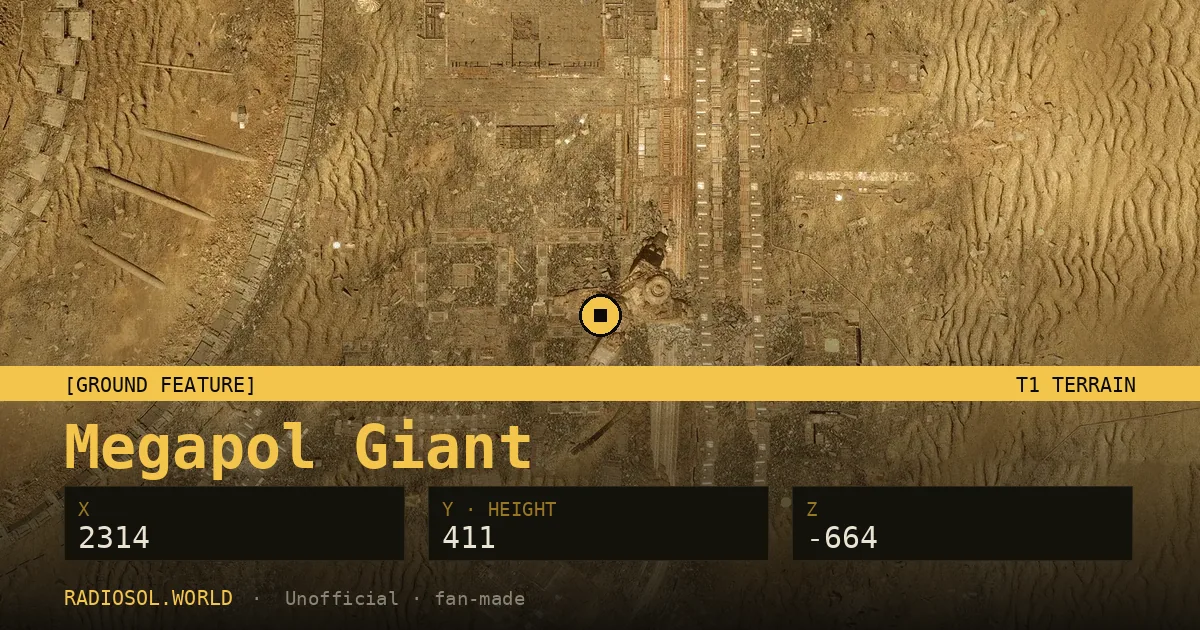 [GROUND FEATURE] T1 TERRAIN
Megapol Giant
X Y · HEIGHT Z
2314 411 -664
RADIOSOL.WORLD · Unofficial · fan-made